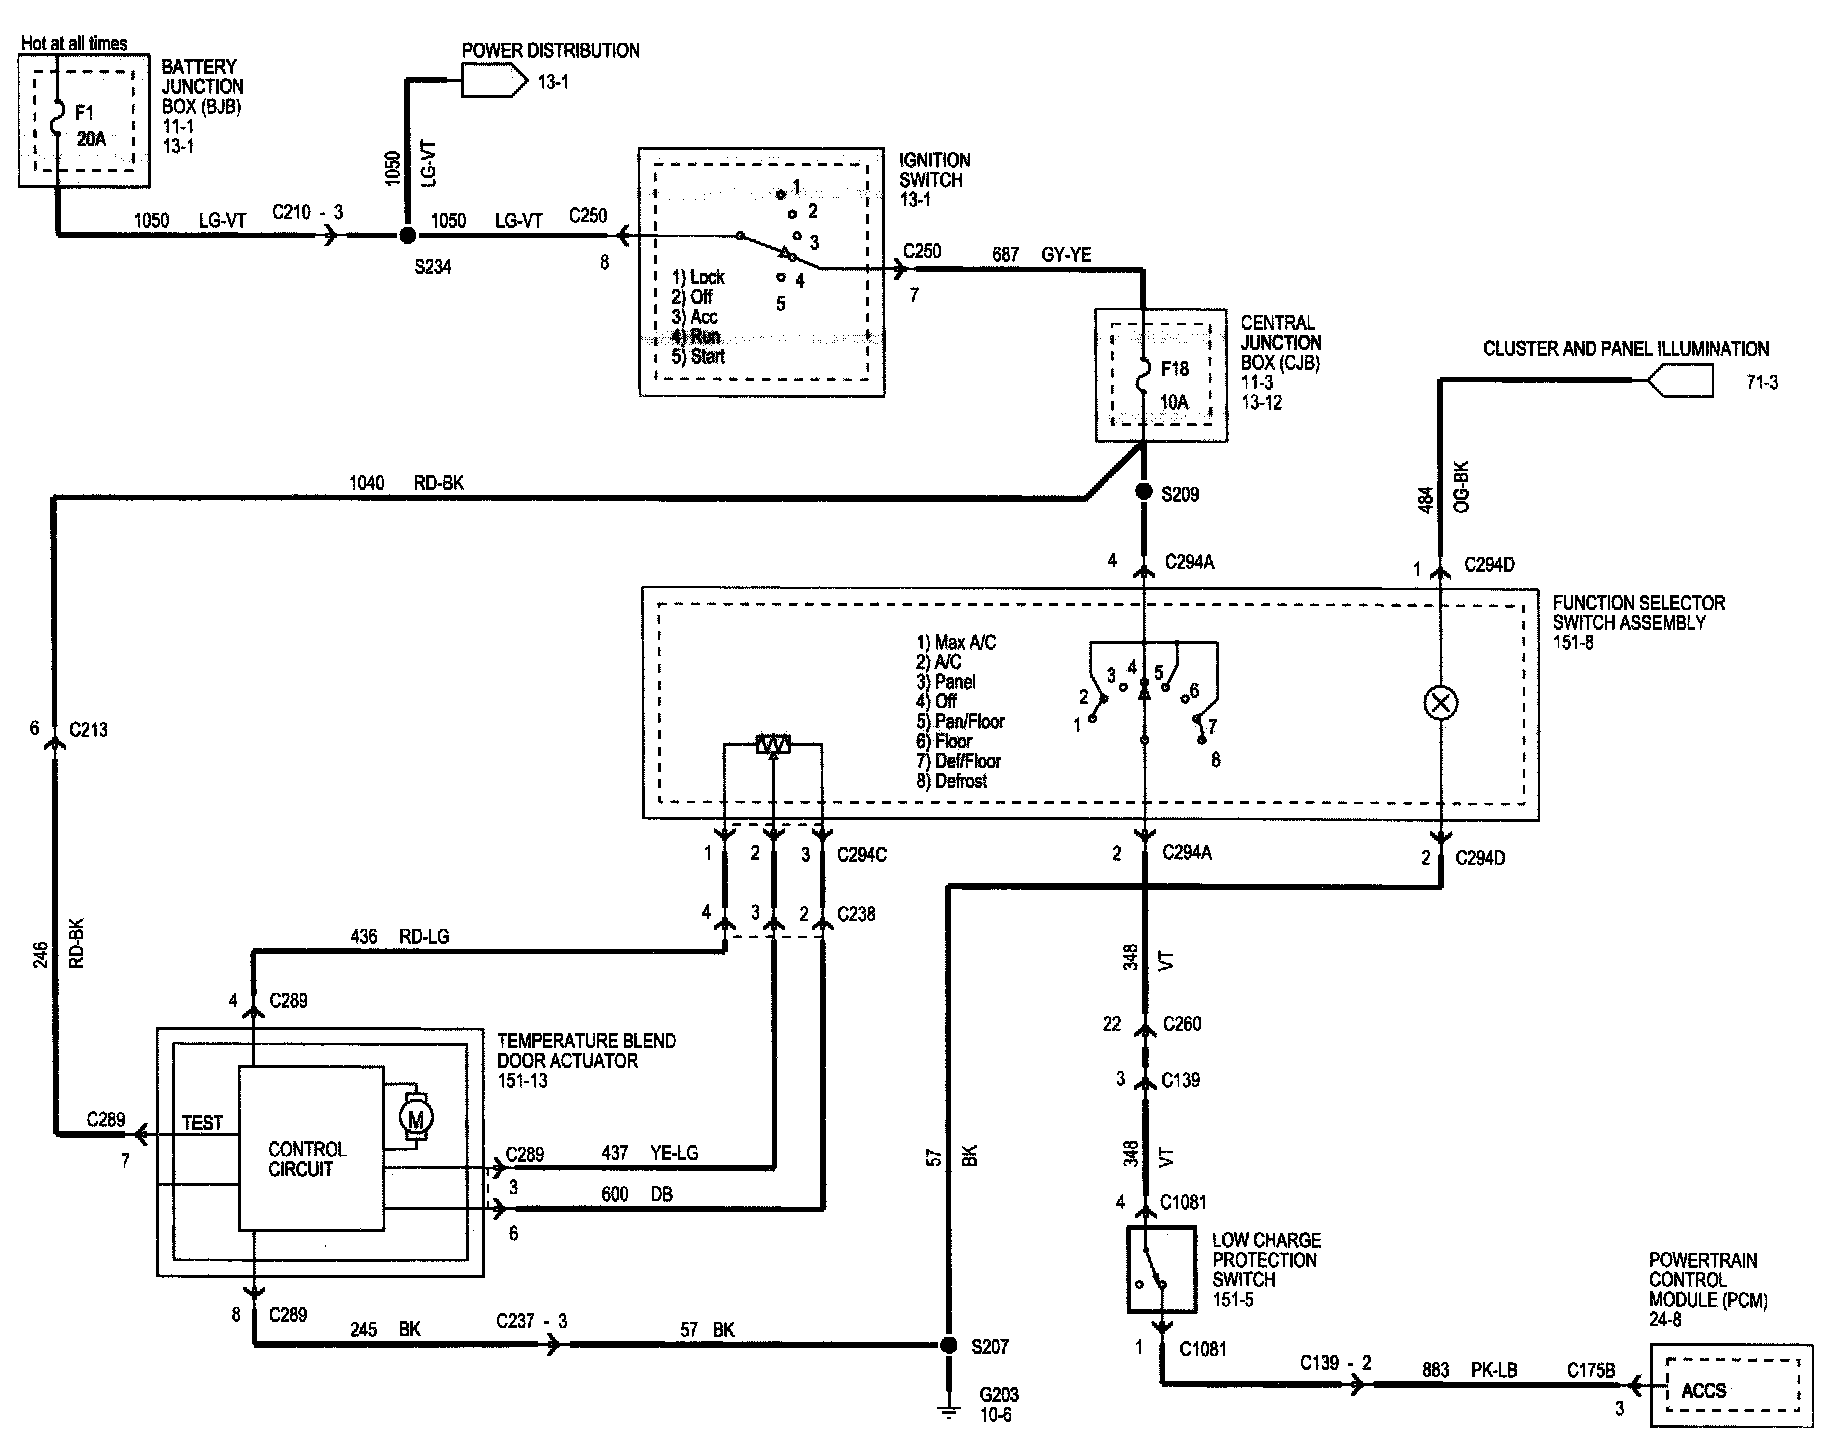 Hot at all times
BATTERY
JUNCTION
BOX (BJB)
11-1
13-1
F1
20A
POWER DISTRIBUTION
13-1
1050
LG-VT
1050 LG-VT
C210 - 3
S234
1050 LG-VT
C250
8
IGNITION
SWITCH
13-1
1
2
3
4
5
1) Lock
2) Off
3) Acc
4) Run
5) Start
C250
7
687 GY-YE
CENTRAL
JUNCTION
BOX (CJB)
11-3
13-12
F18
10A
CLUSTER AND PANEL ILLUMINATION
71-3
484
OG-BK
1040 RD-BK
S209
4 C294A
1 C294D
FUNCTION SELECTOR
SWITCH ASSEMBLY
151-8
1) Max A/C
2) A/C
3) Panel
4) Off
5) Pan/Floor
6) Floor
7) Def/Floor
8) Defrost
1
2
3
4
5
6
7
8
6 C213
246
RD-BK
1 2 3 C294C
2 C294A
2 C294D
4 3 2 C238
436 RD-LG
4 C289
TEMPERATURE BLEND
DOOR ACTUATOR
151-13
C289
7
TEST
CONTROL
CIRCUIT
M
C289
3
437 YE-LG
600 DB
6
8 C289
245 BK
C237 - 3
57 BK
57
BK
S207
G203
10-6
348
VT
22 C260
3 C139
348
VT
4 C1081
LOW CHARGE
PROTECTION
SWITCH
151-5
1 C1081
C139 - 2
883 PK-LB
C175B
3
POWERTRAIN
CONTROL
MODULE (PCM)
24-8
ACCS